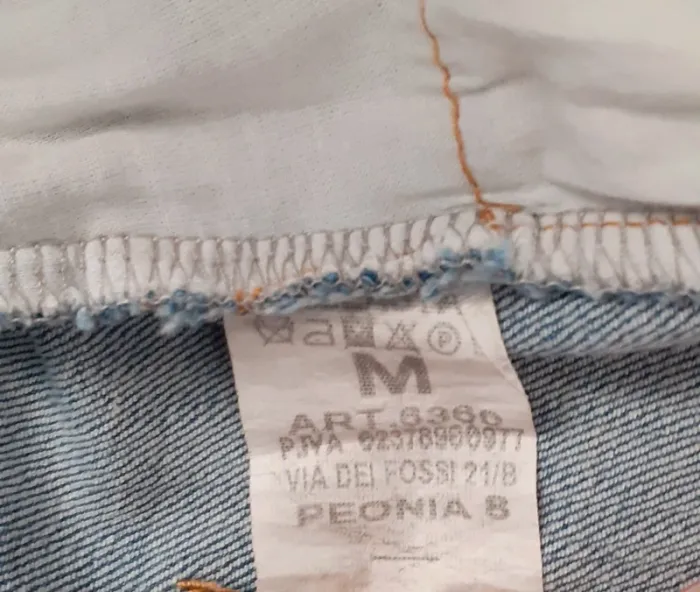 P
M
ART.6360
P.IVA 02378900977
VIA DEI FOSSI 21/B
PEONIA 8